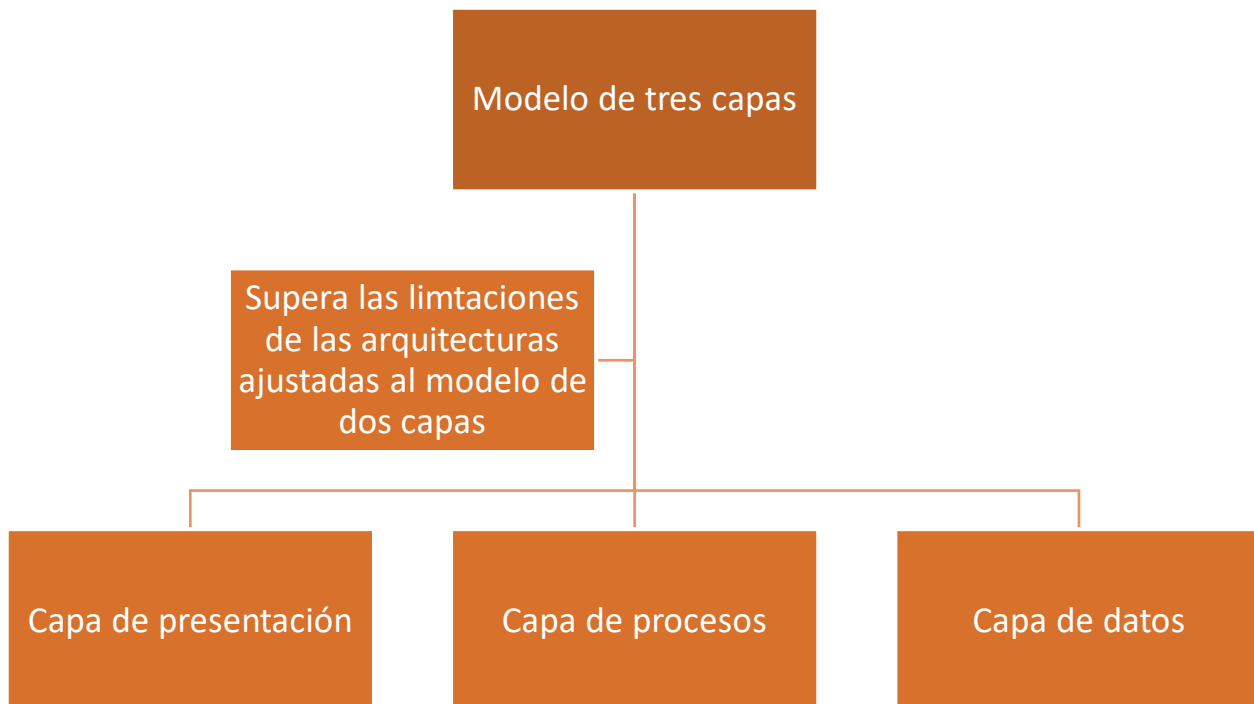 Modelo de tres capas
Supera las limtaciones
de las arquitecturas
ajustadas al modelo de
dos capas
Capa de presentación
Capa de procesos
Capa de datos